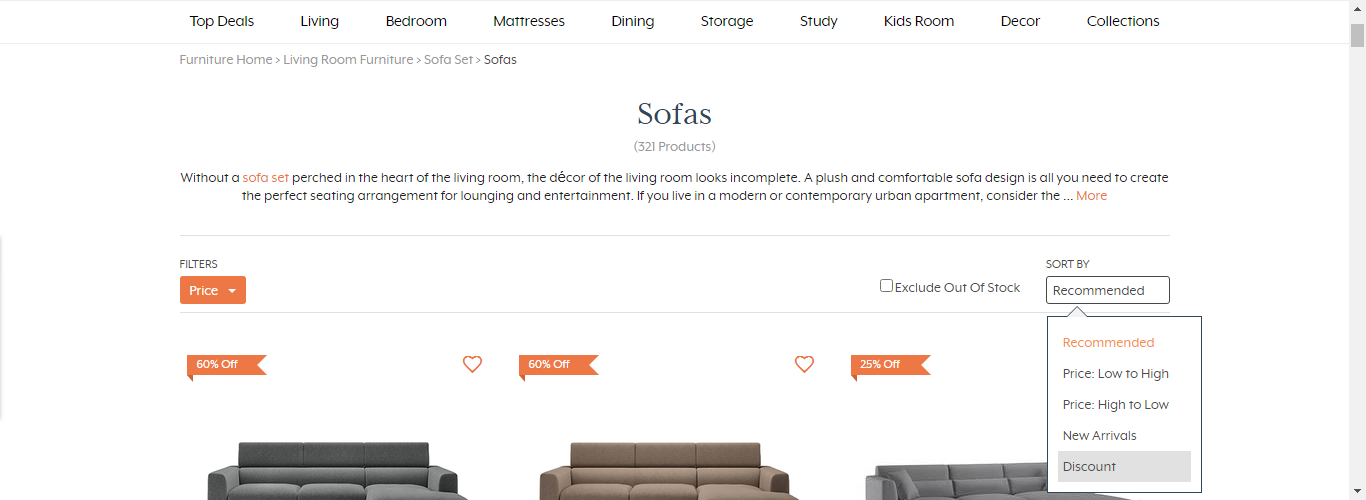 Top Deals Living Bedroom Mattresses Dining Storage Study Kids Room Decor Collections
Furniture Home > Living Room Furniture > Sofa Set > Sofas
Sofas
(321 Products)
Without a sofa set perched in the heart of the living room, the décor of the living room looks incomplete. A plush and comfortable sofa design is all you need to create
the perfect seating arrangement for lounging and entertainment. If you live in a modern or contemporary urban apartment, consider the ... More
FILTERS
Price
Exclude Out Of Stock
SORT BY
Recommended
Recommended
Price: Low to High
Price: High to Low
New Arrivals
Discount
60% Off
60% Off
25% Off